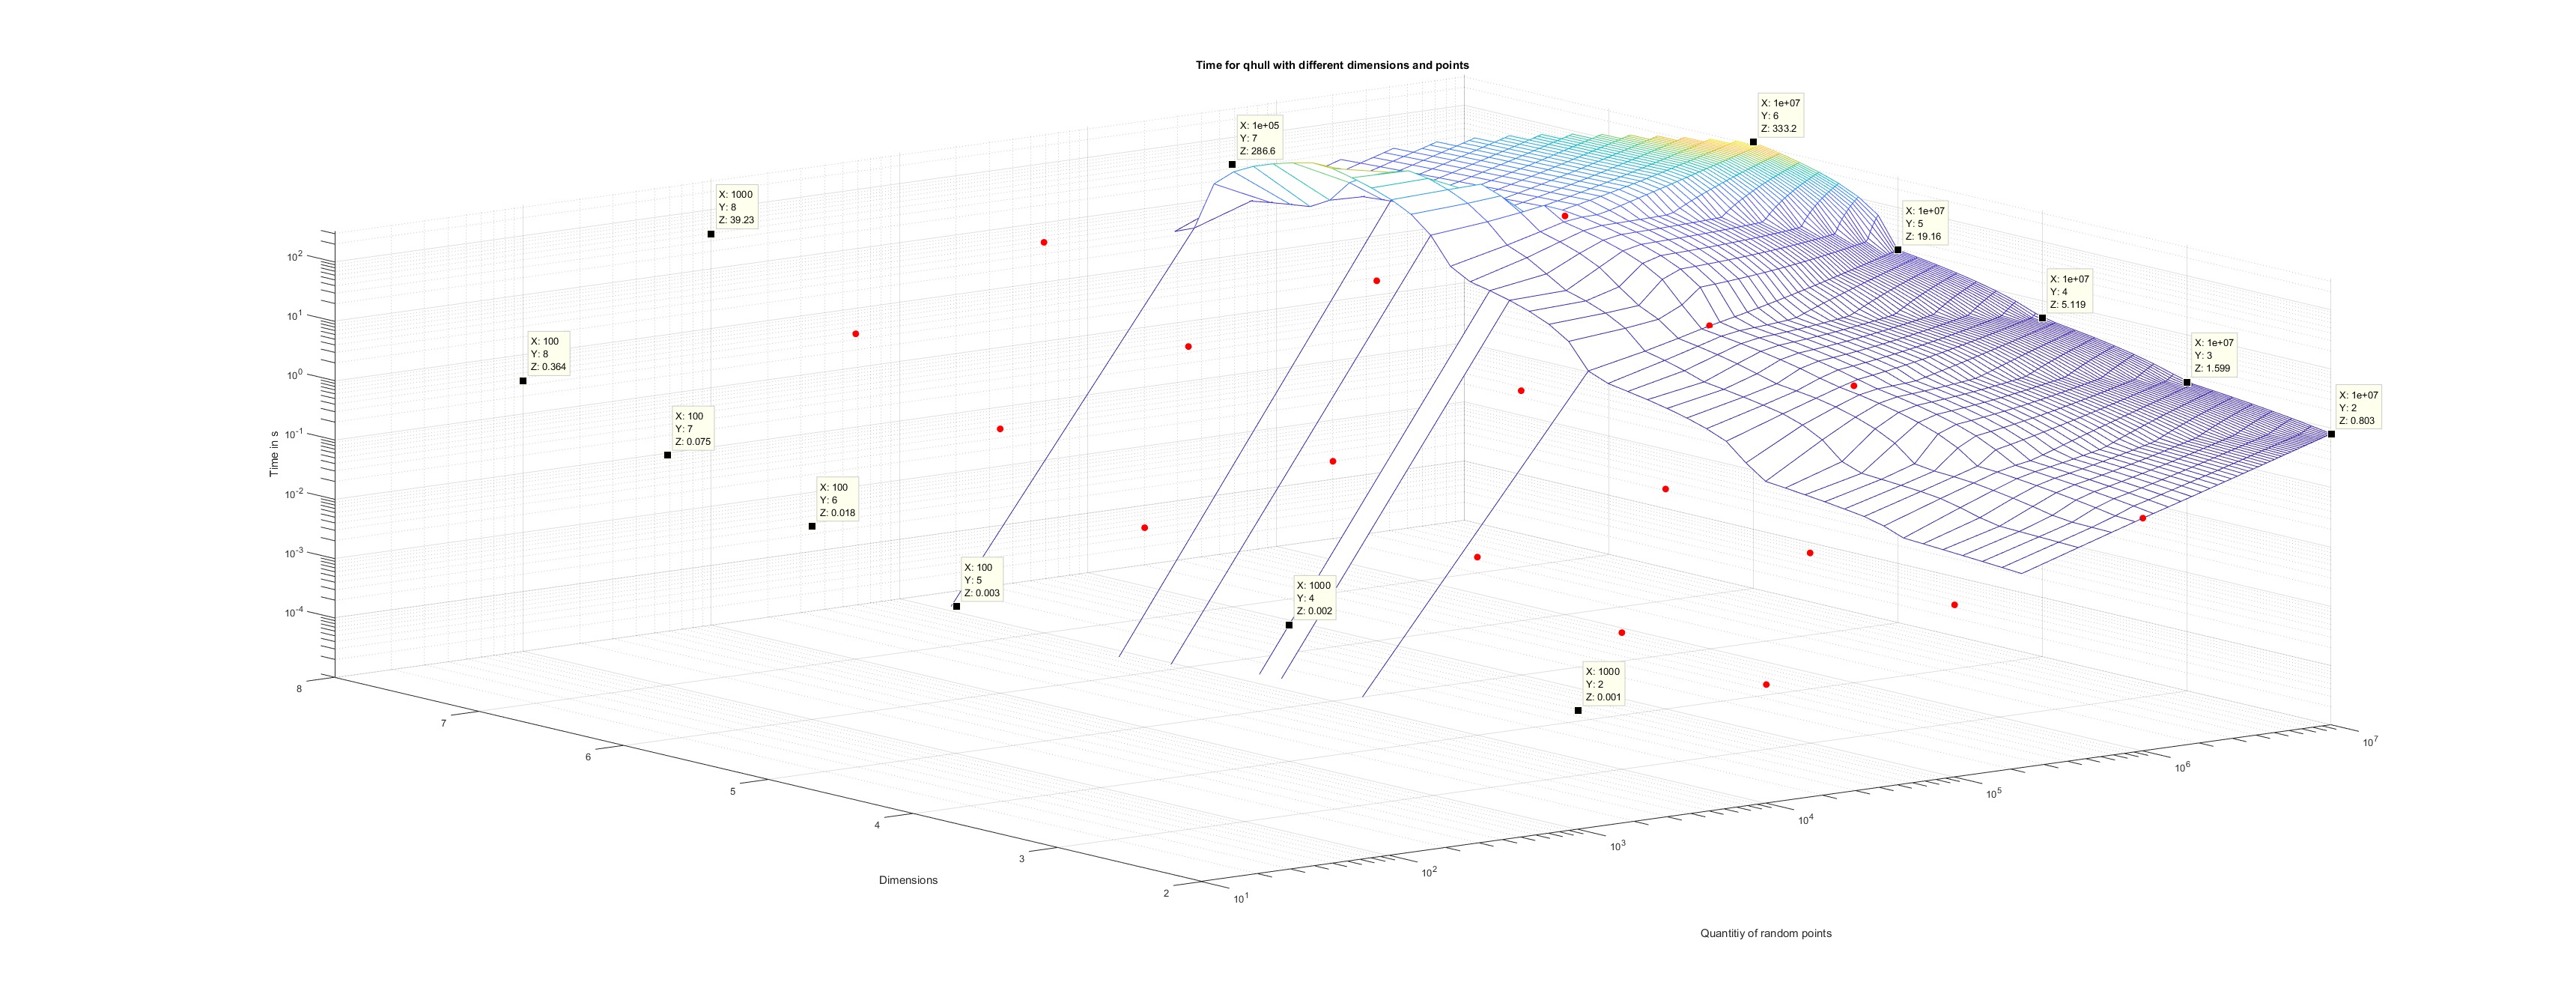 Time for qhull with different dimensions and points
X: 1e+07
Y: 6
Z: 333.2
X: 1e+05
Y: 7
Z: 286.6
X: 1000
Y: 8
Z: 39.23
X: 1e+07
Y: 5
Z: 19.16
X: 1e+07
Y: 4
Z: 5.119
X: 100
Y: 8
Z: 0.364
X: 1e+07
Y: 3
Z: 1.599
X: 1e+07
Y: 2
Z: 0.803
X: 100
Y: 7
Z: 0.075
X: 100
Y: 6
Z: 0.018
X: 100
Y: 5
Z: 0.003
X: 1000
Y: 4
Z: 0.002
X: 1000
Y: 2
Z: 0.001
Time in s
10^2
10^1
10^0
10^-1
10^-2
10^-3
10^-4
8
7
6
5
4
3
2
Dimensions
10^1
10^2
10^3
10^4
10^5
10^6
10^7
Quantitiy of random points